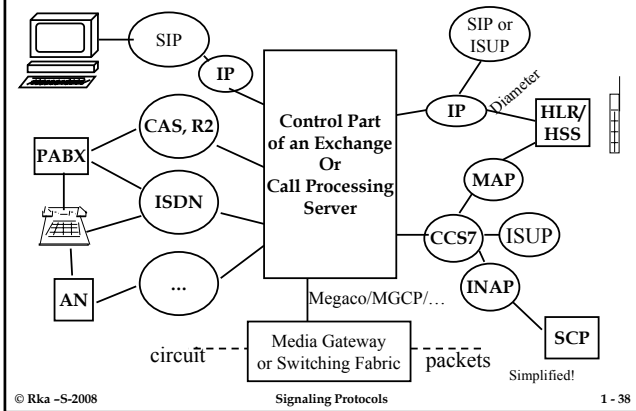 SIP
IP
SIP or
ISUP
IP
Diameter
HLR/
HSS
CAS, R2
PABX
ISDN
...
AN
Control Part
of an Exchange
Or
Call Processing
Server
MAP
CCS7
ISUP
INAP
SCP
Megaco/MGCP/...
circuit
Media Gateway
or Switching Fabric
packets
Simplified!
© Rka –S-2008
Signaling Protocols
1 - 38